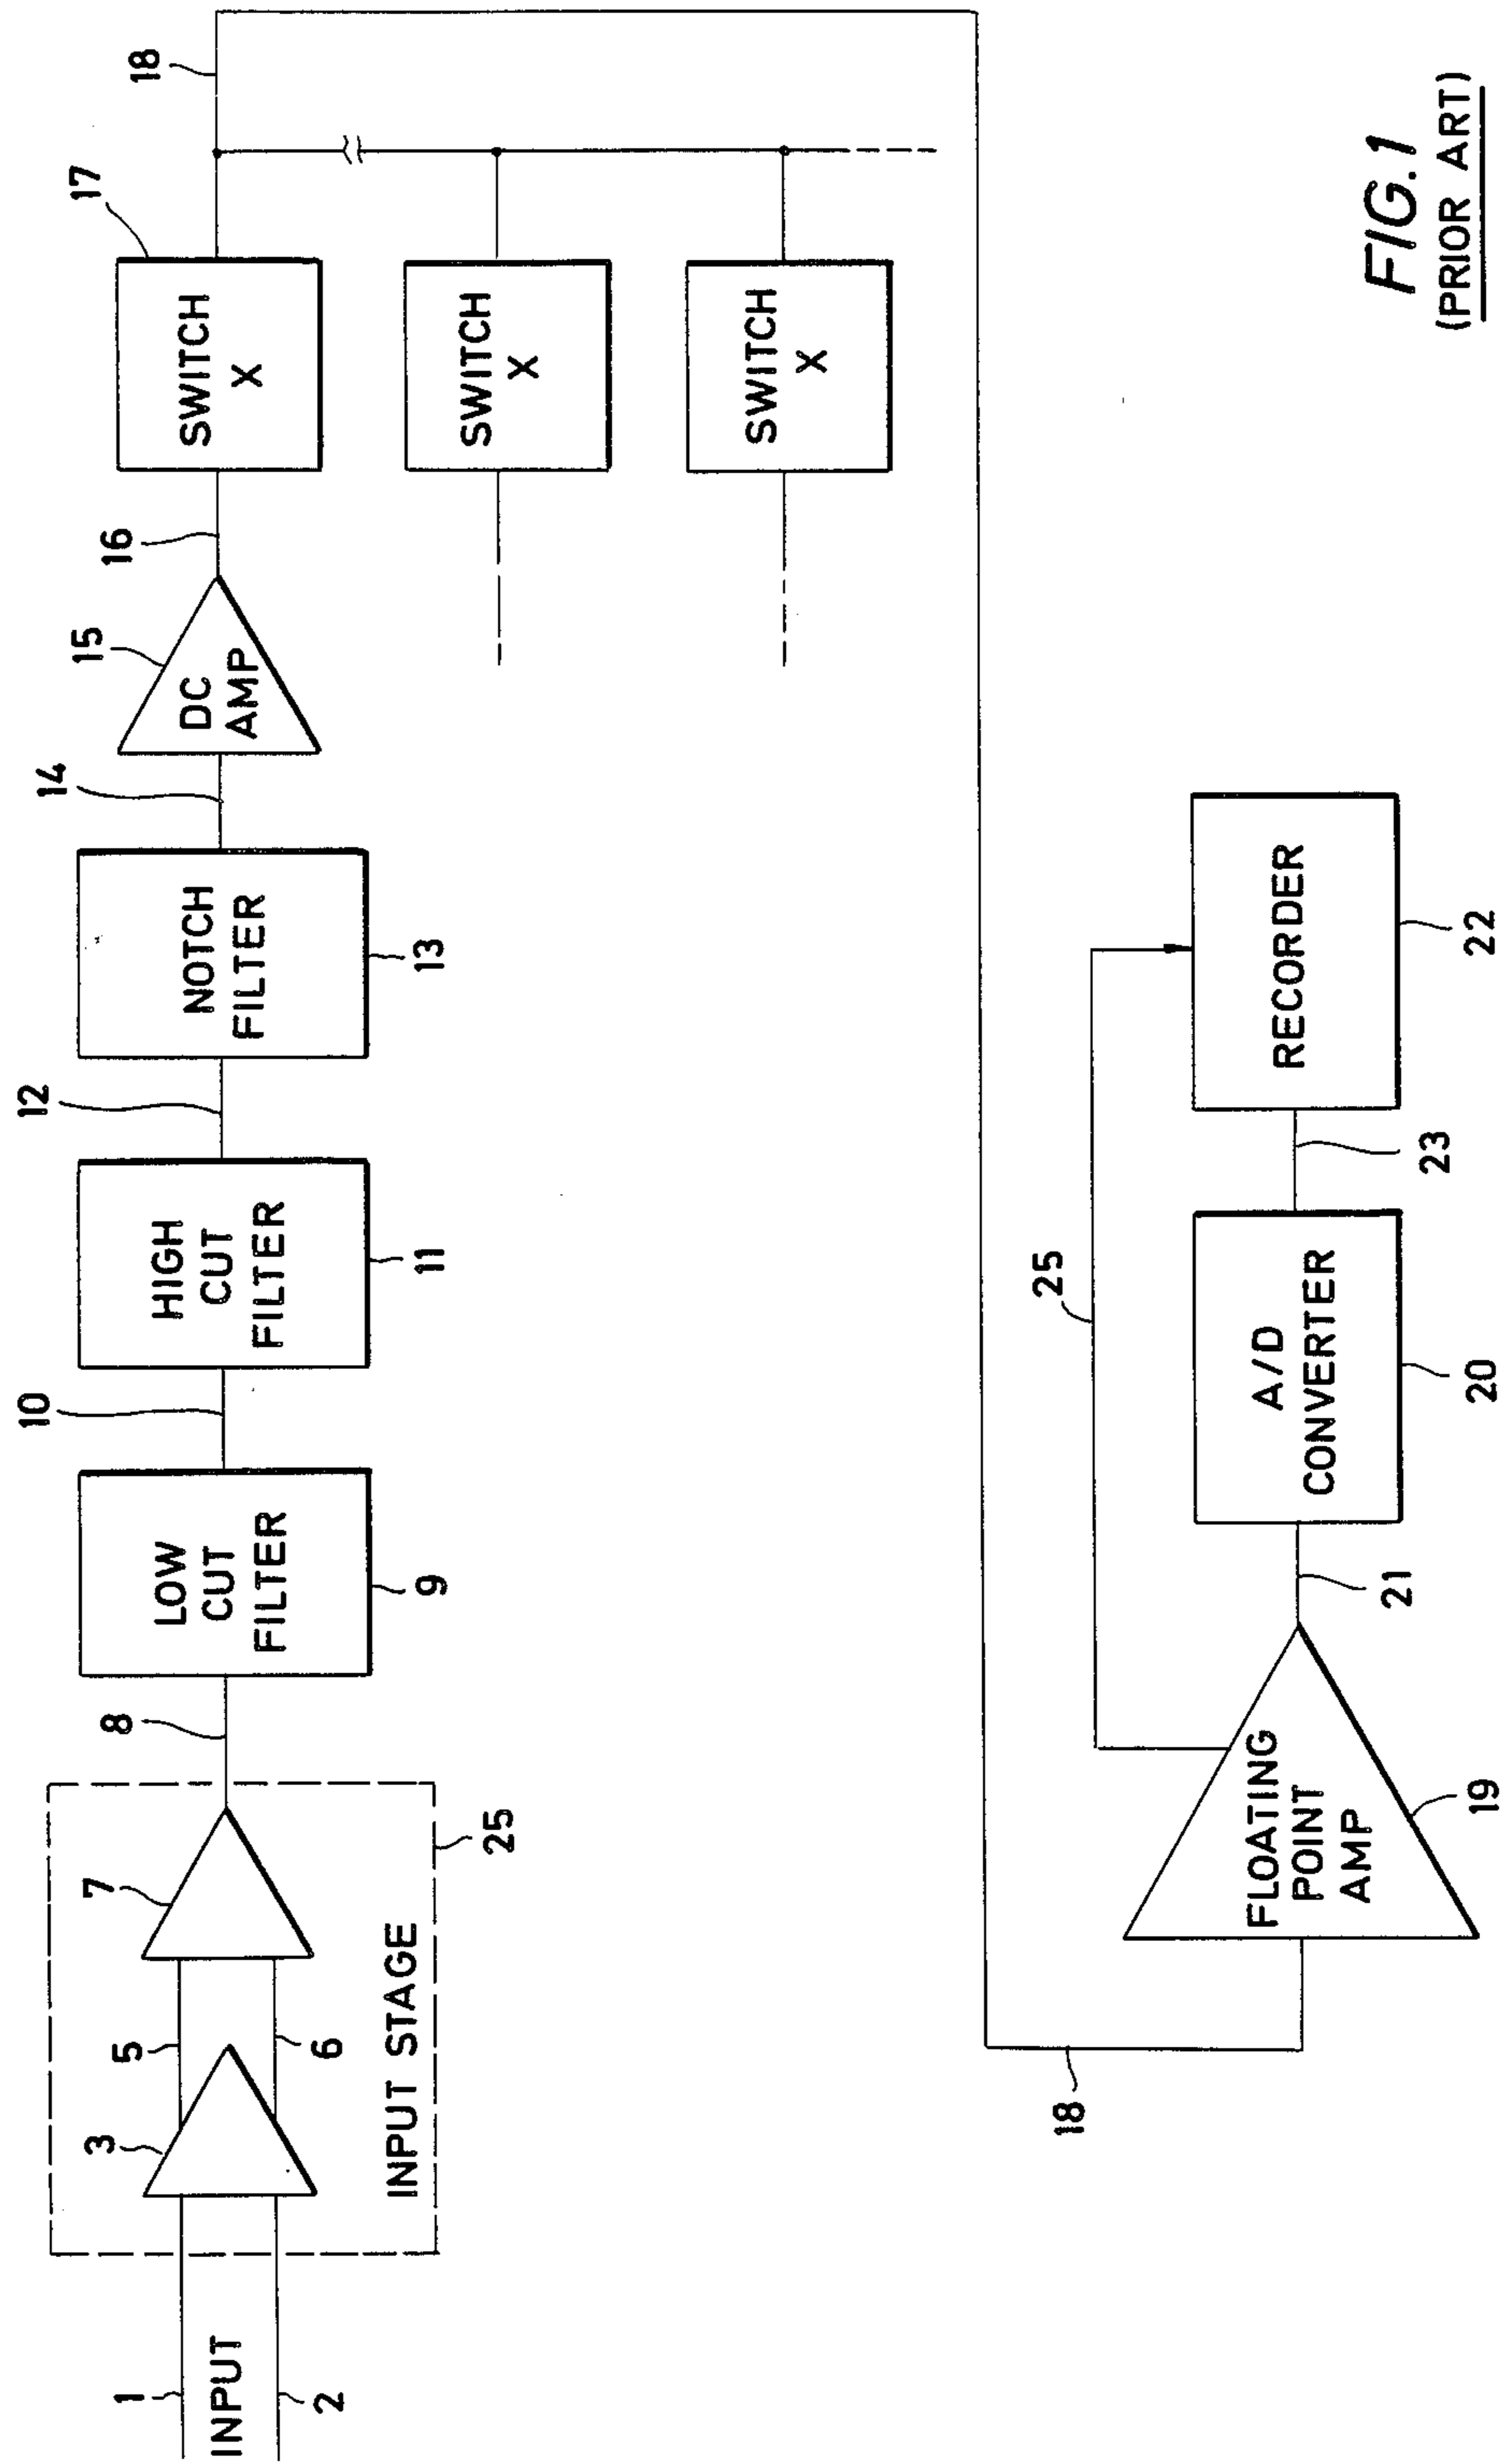 1
INPUT
2
3
5
6
7
INPUT STAGE
25
8
LOW
CUT
FILTER
9
10
HIGH
CUT
FILTER
11
12
NOTCH
FILTER
13
14
DC
AMP
15
16
SWITCH
X
17
18
SWITCH
X
SWITCH
X
18
FLOATING
POINT
AMP
19
25
21
A/D
CONVERTER
20
23
RECORDER
22
FIG.1
(PRIOR ART)